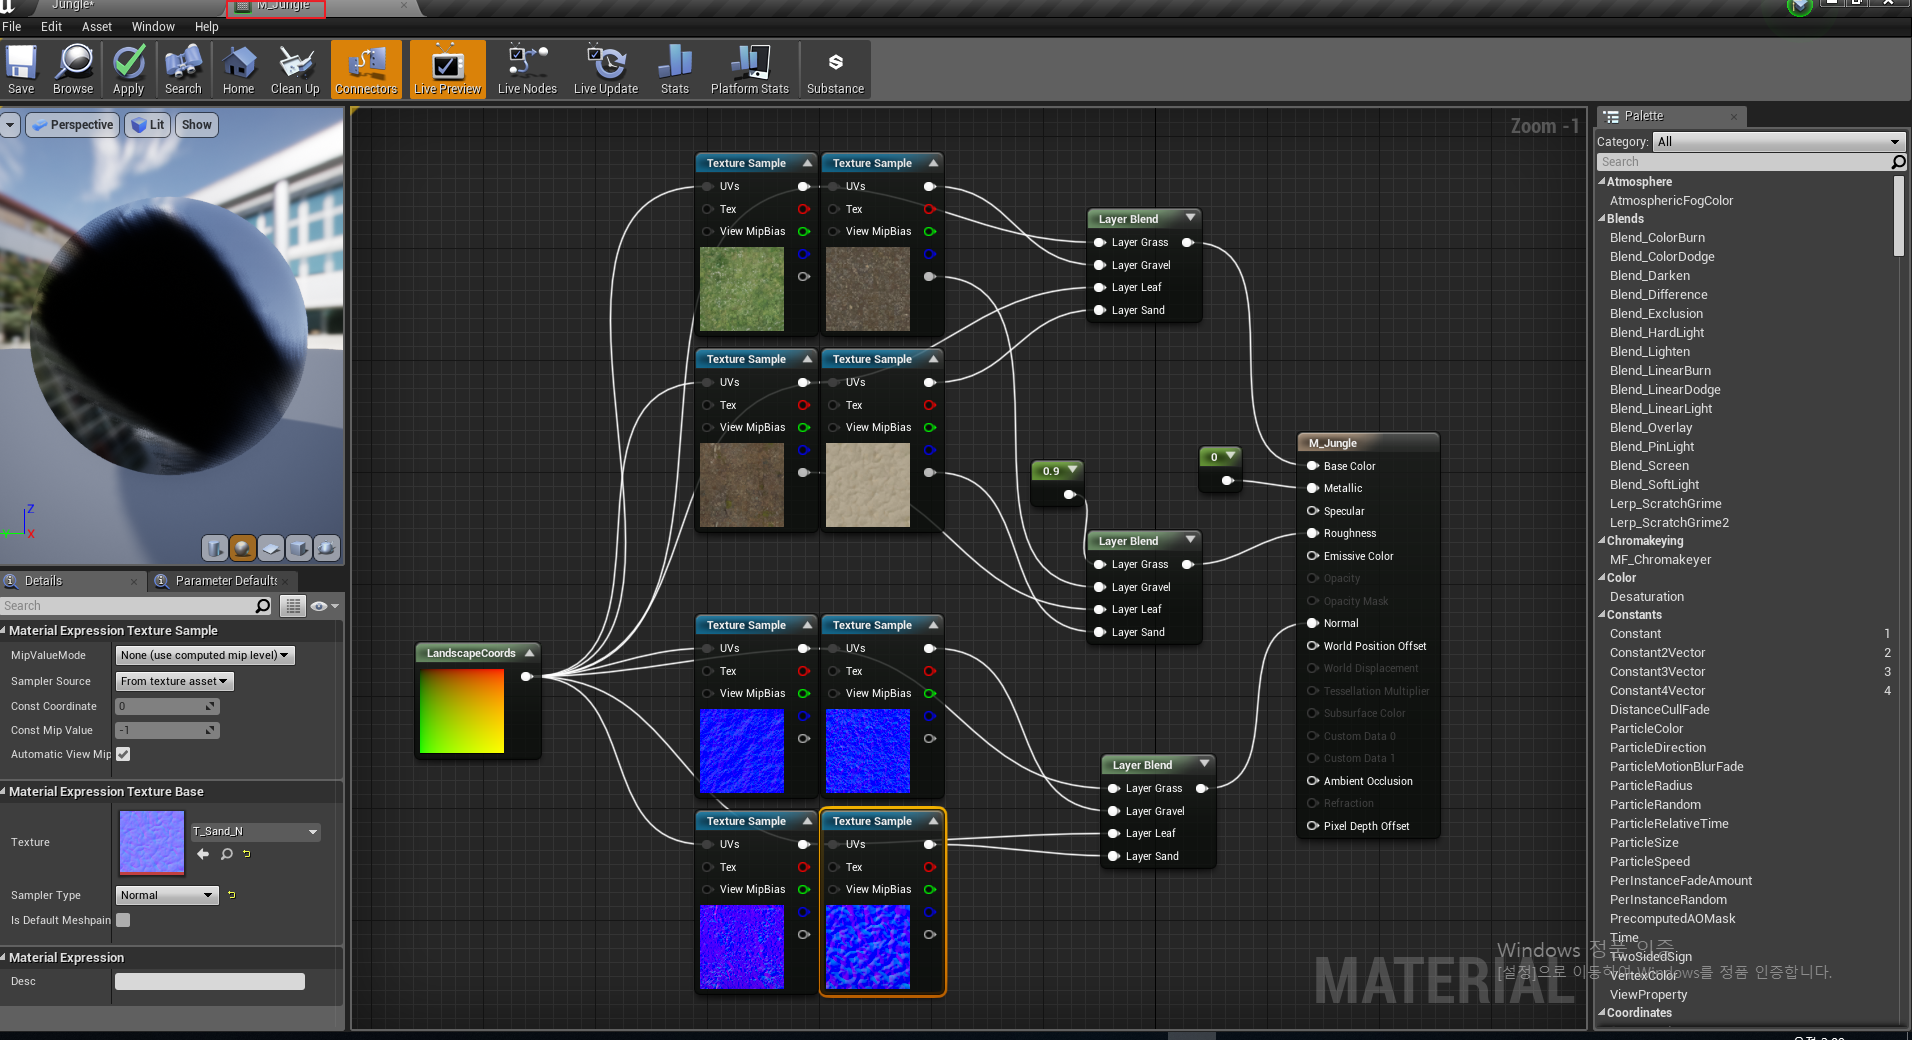 Jungle*
M_Jungle
File Edit Asset Window Help
Save Browse Apply Search Home Clean Up Connectors Live Preview Live Nodes Live Update Stats Platform Stats Substance
Perspective Lit Show
Zoom -1
Texture Sample
UVs
Tex
View MipBias
Texture Sample
UVs
Tex
View MipBias
Layer Blend
Layer Grass
Layer Gravel
Layer Leaf
Layer Sand
Texture Sample
UVs
Tex
View MipBias
Texture Sample
UVs
Tex
View MipBias
0.9
0
Layer Blend
Layer Grass
Layer Gravel
Layer Leaf
Layer Sand
LandscapeCoords
Texture Sample
UVs
Tex
View MipBias
Texture Sample
UVs
Tex
View MipBias
Layer Blend
Layer Grass
Layer Gravel
Layer Leaf
Layer Sand
Texture Sample
UVs
Tex
View MipBias
Texture Sample
UVs
Tex
View MipBias
M_Jungle
Base Color
Metallic
Specular
Roughness
Emissive Color
Opacity
Opacity Mask
Normal
World Position Offset
World Displacement
Tessellation Multiplier
Subsurface Color
Custom Data 0
Custom Data 1
Ambient Occlusion
Refraction
Pixel Depth Offset
MATERIAL
Z
Y
X
Details
Parameter Defaults
Search
Material Expression Texture Sample
MipValueMode None (use computed mip level)
Sampler Source From texture asset
Const Coordinate 0
Const Mip Value -1
Automatic View Mip
Material Expression Texture Base
Texture T_Sand_N
Sampler Type Normal
Is Default Meshpain
Material Expression
Desc
Palette
Category: All
Search
Atmosphere
AtmosphericFogColor
Blends
Blend_ColorBurn
Blend_ColorDodge
Blend_Darken
Blend_Difference
Blend_Exclusion
Blend_HardLight
Blend_Lighten
Blend_LinearBurn
Blend_LinearDodge
Blend_LinearLight
Blend_Overlay
Blend_PinLight
Blend_Screen
Blend_SoftLight
Lerp_ScratchGrime
Lerp_ScratchGrime2
Chromakeying
MF_Chromakeyer
Color
Desaturation
Constants
Constant 1
Constant2Vector 2
Constant3Vector 3
Constant4Vector 4
DistanceCullFade
ParticleColor
ParticleDirection
ParticleMotionBlurFade
ParticleRadius
ParticleRandom
ParticleRelativeTime
ParticleSize
ParticleSpeed
PerInstanceFadeAmount
PerInstanceRandom
PrecomputedAOMask
Time
TwoSidedSign
VertexColor
ViewProperty
Coordinates
Windows 정품 인증
[설정]으로 이동하여 Windows를 정품 인증합니다.